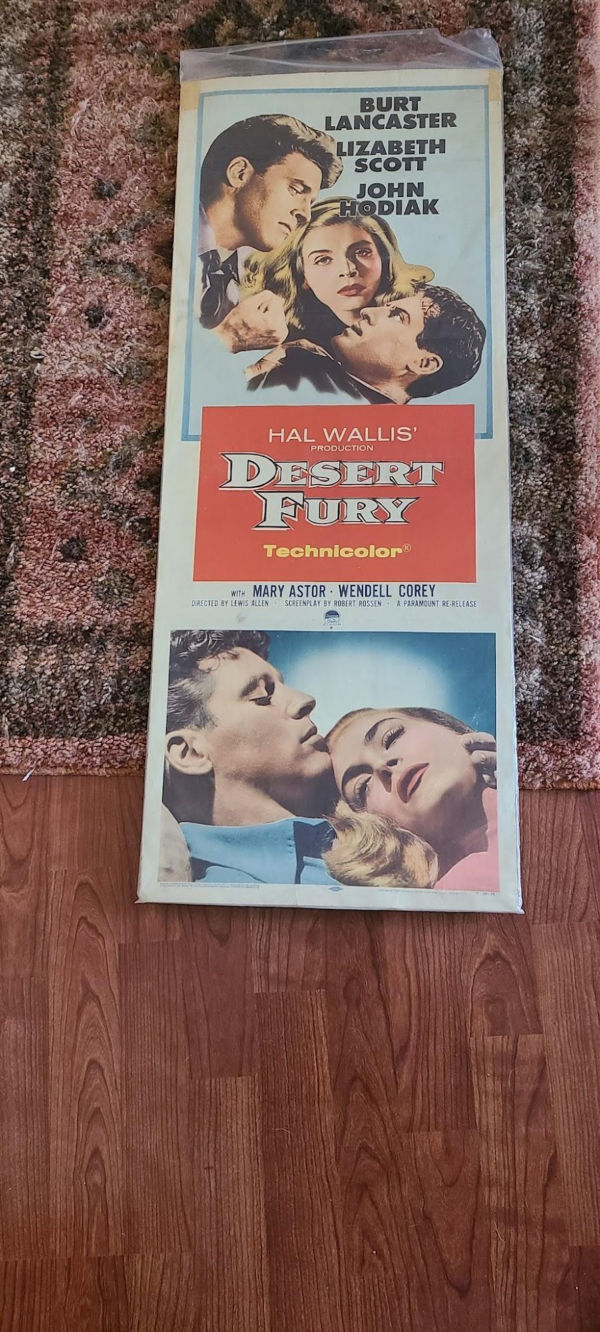 BURT
LANCASTER
LIZABETH
SCOTT
JOHN
HODIAK
HAL WALLIS'
PRODUCTION
DESERT
FURY
Technicolor®
WITH MARY ASTOR · WENDELL COREY
DIRECTED BY LEWIS ALLEN · SCREENPLAY BY ROBERT ROSSEN · A PARAMOUNT RE-RELEASE